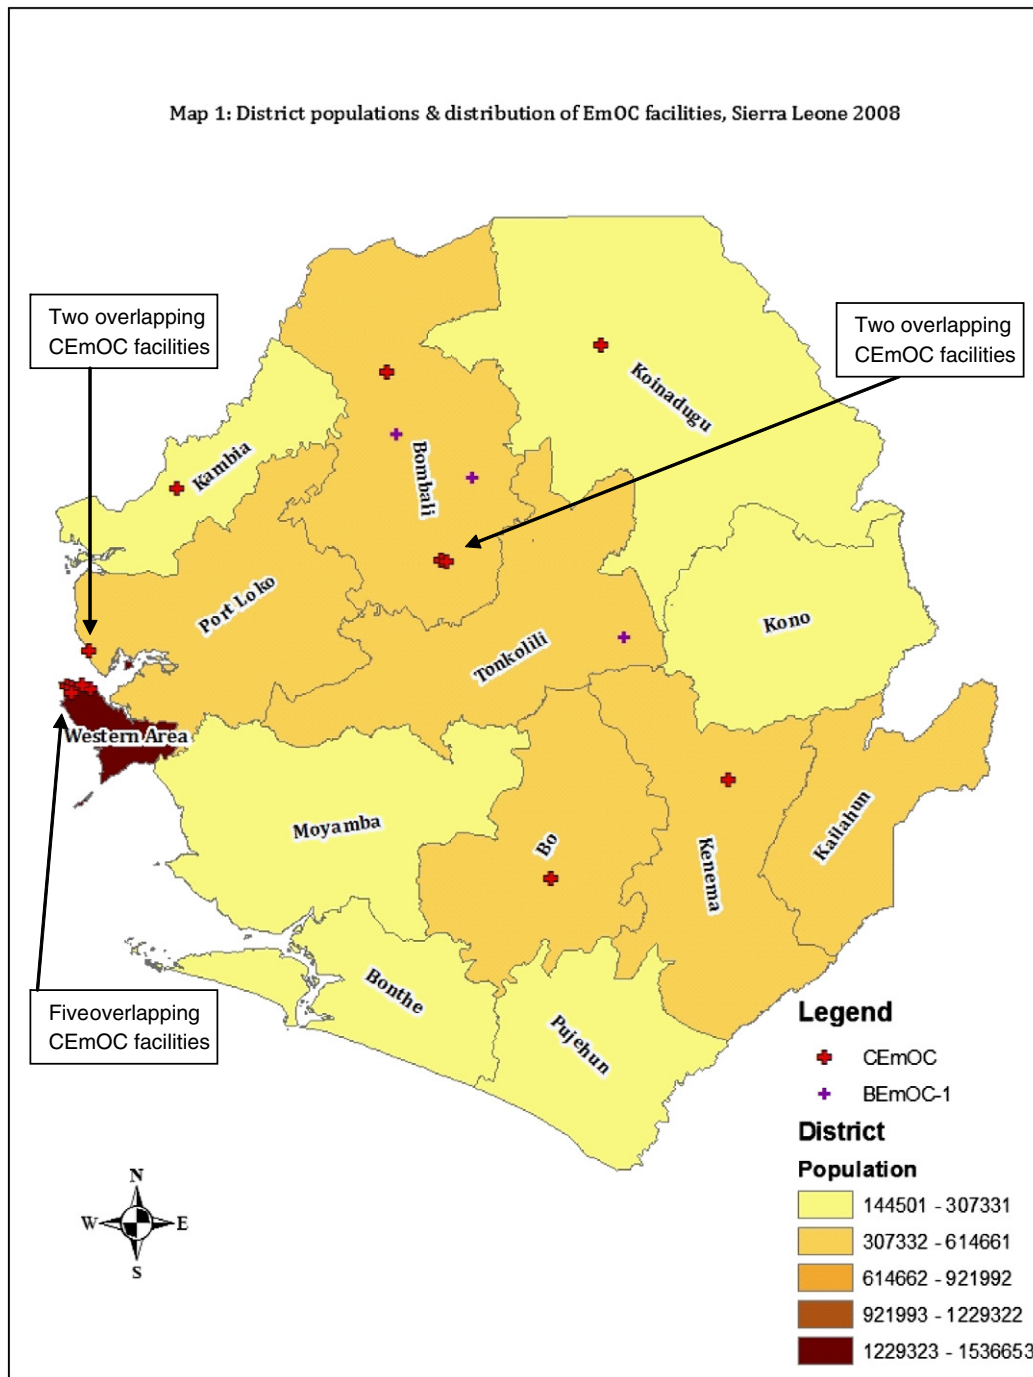 Map 1: District populations & distribution of EmOC facilities, Sierra Leone 2008
Two overlapping
CEmOC facilities
Two overlapping
CEmOC facilities
Koinadugu
Kambia
Bombali
Port Loko
Kono
Tonkolili
Western Area
Moyamba
Bo
Kenema
Kailahun
Bonthe
Pujehun
Fiveoverlapping
CEmOC facilities
Legend
CEmOC
BEmOC-1
District
Population
144501 - 307331
307332 - 614661
614662 - 921992
921993 - 1229322
1229323 - 1536653
N
W
E
S